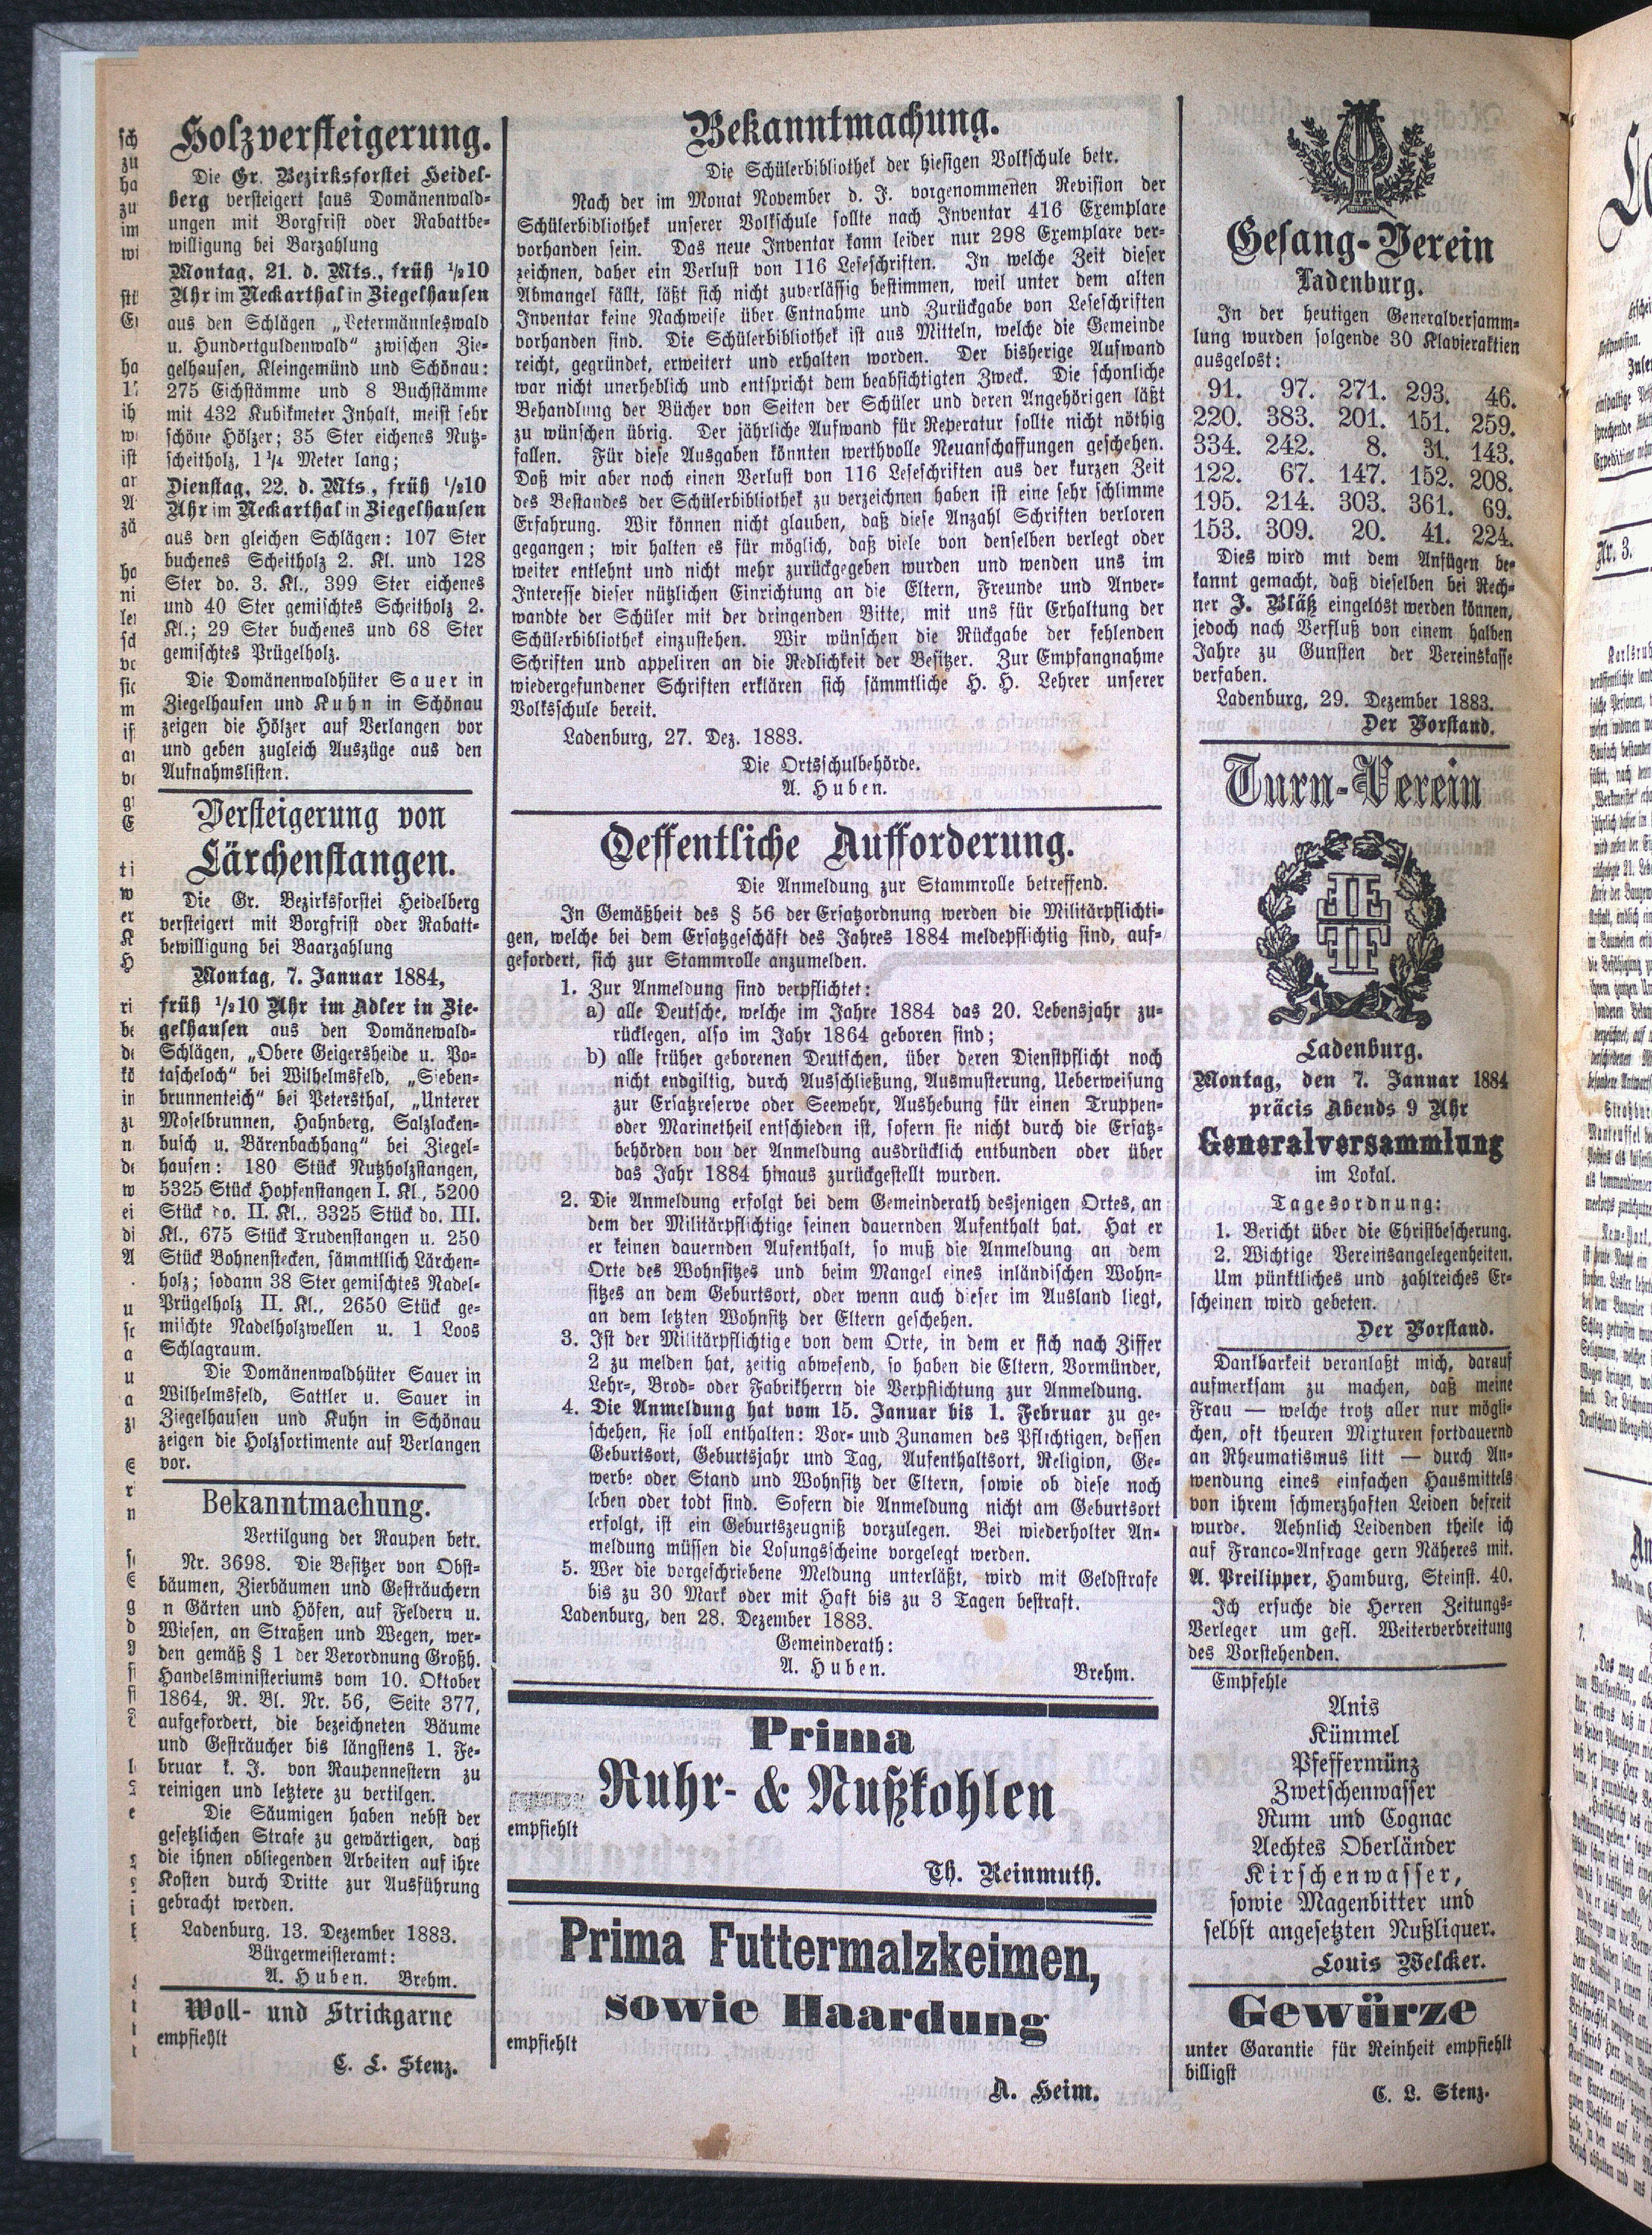 Holzversteigerung.
Die Gr. Bezirksforstei Heidel-
berg versteigert saus Domänenwald-
ungen mit Borgfrist oder Rabattbe-
willigung bei Barzahlung
Montag, 21. d. Mts., früh ½10
Uhr im Neckarthal in Ziegelhausen
aus den Schlägen „Petermännleswald
u. Hundertguldenwald“ zwischen Zie-
gelhausen, Kleingemünd und Schönau:
275 Eichstämme und 8 Buchstämme
mit 432 Kubikmeter Inhalt, meist sehr
schöne Hölzer; 35 Ster eichenes Nutz-
scheitholz, 1¼ Meter lang;
Dienstag, 22. d. Mts., früh ½10
Uhr im Neckarthal in Ziegelhausen
aus den gleichen Schlägen: 107 Ster
buchenes Scheitholz 2. Kl. und 128
Ster do. 3. Kl., 399 Ster eichenes
und 40 Ster gemischtes Scheitholz 2.
Kl.; 29 Ster buchenes und 68 Ster
gemischtes Prügelholz.
Die Domänenwaldhüter Sauer in
Ziegelhausen und Kuhn in Schönau
zeigen die Hölzer auf Verlangen vor
und geben zugleich Auszüge aus den
Aufnahmslisten.
Versteigerung von
Lärchenstangen.
Die Gr. Bezirksforstei Heidelberg
versteigert mit Borgfrist oder Rabatt-
bewilligung bei Baarzahlung
Montag, 7. Januar 1884,
früh ½10 Uhr im Adler in Zie-
gelhausen aus den Domänewald-
Schlägen, „Obere Geigersheide u. Po-
tascheloch“ bei Wilhelmsfeld, „Sieben-
brunnenteich“ bei Petersthal, „Unterer
Moselbrunnen, Hahnberg, Salzlacken-
busch u. Bärenbachhang“ bei Ziegel-
hausen: 180 Stück Nutzholzstangen,
5325 Stück Hopfenstangen I. Kl., 5200
Stück do. II. Kl., 3325 Stück do. III.
Kl., 675 Stück Trudenstangen u. 250
Stück Bohnenstecken, sämmtllich Lärchen-
holz; sodann 38 Ster gemischtes Nadel-
Prügelholz II. Kl., 2650 Stück ge-
mischte Nadelholzwellen u. 1 Loos
Schlagraum.
Die Domänenwaldhüter Sauer in
Wilhelmsfeld, Sattler u. Sauer in
Ziegelhausen und Kuhn in Schönau
zeigen die Holzsortimente auf Verlangen
vor.
Bekanntmachung.
Vertilgung der Raupen betr.
Nr. 3698. Die Besitzer von Obst-
bäumen, Zierbäumen und Gesträuchern
n Gärten und Höfen, auf Feldern u.
Wiesen, an Straßen und Wegen, wer-
den gemäß § 1 der Verordnung Großh.
Handelsministeriums vom 10. Oktober
1864, R. Bl. Nr. 56, Seite 377,
aufgefordert, die bezeichneten Bäume
und Gesträucher bis längstens 1. Fe-
bruar k. J. von Raupennestern zu
reinigen und letztere zu vertilgen.
Die Säumigen haben nebst der
gesetzlichen Strafe zu gewärtigen, daß
die ihnen obliegenden Arbeiten auf ihre
Kosten durch Dritte zur Ausführung
gebracht werden.
Ladenburg, 13. Dezember 1883.
Bürgermeisteramt:
A. Huben. Brehm.
Woll- und Strickgarne
empfiehlt
C. L. Stenz.
Bekanntmachung.
Die Schülerbibliothek der hiesigen Volkschule betr.
Nach der im Monat November d. J. vorgenommenen Revision der
Schülerbibliothek unserer Volkschule sollte nach Inventar 416 Exemplare
vorhanden sein. Das neue Inventar kann leider nur 298 Exemplare ver-
zeichnen, daher ein Verlust von 116 Leseschriften. In welche Zeit dieser
Abmangel fällt, läßt sich nicht zuverlässig bestimmen, weil unter dem alten
Inventar keine Nachweise über Entnahme und Zurückgabe von Leseschriften
vorhanden sind. Die Schülerbibliothek ist aus Mitteln, welche die Gemeinde
reicht, gegründet, erweitert und erhalten worden. Der bisherige Aufwand
war nicht unerheblich und entspricht dem beabsichtigten Zweck. Die schonliche
Behandlung der Bücher von Seiten der Schüler und deren Angehörigen läßt
zu wünschen übrig. Der jährliche Aufwand für Reperatur sollte nicht nöthig
fallen. Für diese Ausgaben könnten werthvolle Neuanschaffungen geschehen.
Daß wir aber noch einen Verlust von 116 Leseschriften aus der kurzen Zeit
des Bestandes der Schülerbibliothek zu verzeichnen haben ist eine sehr schlimme
Erfahrung. Wir können nicht glauben, daß diese Anzahl Schriften verloren
gegangen; wir halten es für möglich, daß viele von denselben verlegt oder
weiter entlehnt und nicht mehr zurückgegeben wurden und wenden uns im
Interesse dieser nützlichen Einrichtung an die Eltern, Freunde und Anver-
wandte der Schüler mit der dringenden Bitte, mit uns für Erhaltung der
Schülerbibliothek einzustehen. Wir wünschen die Rückgabe der fehlenden
Schriften und appeliren an die Redlichkeit der Besitzer. Zur Empfangnahme
wiedergefundener Schriften erklären sich sämmtliche H. H. Lehrer unserer
Volksschule bereit.
Ladenburg, 27. Dez. 1883.
Die Ortsschulbehörde.
A. Huben.
Oeffentliche Aufforderung.
Die Anmeldung zur Stammrolle betreffend.
In Gemäßheit des § 56 der Ersatzordnung werden die Militärpflichti-
gen, welche bei dem Ersatzgeschäft des Jahres 1884 meldepflichtig sind, auf-
gefordert, sich zur Stammrolle anzumelden.
1. Zur Anmeldung sind verpflichtet:
a) alle Deutsche, welche im Jahre 1884 das 20. Lebensjahr zu-
rücklegen, also im Jahr 1864 geboren sind;
b) alle früher geborenen Deutschen, über deren Dienstpflicht noch
nicht endgiltig, durch Ausschließung, Ausmusterung, Ueberweisung
zur Ersatzreserve oder Seewehr, Aushebung für einen Truppen-
oder Marinetheil entschieden ist, sofern sie nicht durch die Ersatz-
behörden von der Anmeldung ausdrücklich entbunden oder über
das Jahr 1884 hinaus zurückgestellt wurden.
2. Die Anmeldung erfolgt bei dem Gemeinderath desjenigen Ortes, an
dem der Militärpflichtige seinen dauernden Aufenthalt hat. Hat er
er keinen dauernden Aufenthalt, so muß die Anmeldung an dem
Orte des Wohnsitzes und beim Mangel eines inländischen Wohn-
sitzes an dem Geburtsort, oder wenn auch dieser im Ausland liegt,
an dem letzten Wohnsitz der Eltern geschehen.
3. Ist der Militärpflichtige von dem Orte, in dem er sich nach Ziffer
2 zu melden hat, zeitig abwesend, so haben die Eltern, Vormünder,
Lehr-, Brod- oder Fabrikherrn die Verpflichtung zur Anmeldung.
4. Die Anmeldung hat vom 15. Januar bis 1. Februar zu ge-
schehen, sie soll enthalten: Vor- und Zunamen des Pflichtigen, dessen
Geburtsort, Geburtsjahr und Tag, Aufenthaltsort, Religion, Ge-
werbe oder Stand und Wohnsitz der Eltern, sowie ob diese noch
leben oder todt sind. Sofern die Anmeldung nicht am Geburtsort
erfolgt, ist ein Geburtszeugniß vorzulegen. Bei wiederholter An-
meldung müssen die Losungsscheine vorgelegt werden.
5. Wer die vorgeschriebene Meldung unterläßt, wird mit Geldstrafe
bis zu 30 Mark oder mit Haft bis zu 3 Tagen bestraft.
Ladenburg, den 28. Dezember 1883.
Gemeinderath:
A. Huben. Brehm.
Prima
Ruhr- & Nußkohlen
empfiehlt
Th. Reinmuth.
Prima Futtermalzkeimen,
sowie Haardung
empfiehlt
A. Heim.
Gesang-Verein
Ladenburg.
In der heutigen Generalversamm-
lung wurden folgende 30 Klavieraktien
ausgelost:
91. 97. 271. 293. 46.
220. 383. 201. 151. 259.
334. 242. 8. 31. 143.
122. 67. 147. 152. 208.
195. 214. 303. 361. 69.
153. 309. 20. 41. 224.
Dies wird mit dem Anfügen be-
kannt gemacht, daß dieselben bei Rech-
ner J. Bläß eingelöst werden können,
jedoch nach Verfluß von einem halben
Jahre zu Gunsten der Vereinskasse
verfaben.
Ladenburg, 29. Dezember 1883.
Der Vorstand.
Turn-Verein
Ladenburg.
Montag, den 7. Januar 1884
präcis Abends 9 Uhr
Generalversammlung
im Lokal.
Tagesordnung:
1. Bericht über die Christbescherung.
2. Wichtige Vereinsangelegenheiten.
Um pünktliches und zahlreiches Er-
scheinen wird gebeten.
Der Vorstand.
Dankbarkeit veranlaßt mich, darauf
aufmerksam zu machen, daß meine
Frau — welche trotz aller nur mögli-
chen, oft theuren Mixturen fortdauernd
an Rheumatismus litt — durch An-
wendung eines einfachen Hausmittels
von ihrem schmerzhaften Leiden befreit
wurde. Aehnlich Leidenden theile ich
auf Franco-Anfrage gern Näheres mit.
A. Preilipper, Hamburg, Steinst. 40.
Ich ersuche die Herren Zeitungs-
Verleger um gefl. Weiterverbreitung
des Vorstehenden.
Empfehle
Anis
Kümmel
Pfeffermünz
Zwetschenwasser
Rum und Cognac
Aechtes Oberländer
Kirschenwasser,
sowie Magenbitter und
selbst angesetzten Nußliquer.
Louis Welcker.
Gewürze
unter Garantie für Reinheit empfiehlt
billigst
C. L. Stenz.
Nr. 3.